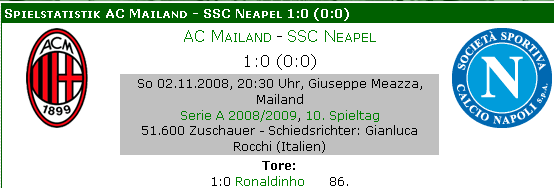 SPIELSTATISTIK AC MAILAND - SSC NEAPEL 1:0 (0:0)
AC MAILAND - SSC NEAPEL
1:0 (0:0)
So 02.11.2008, 20:30 Uhr, Giuseppe Meazza,
Mailand
Serie A 2008/2009, 10. Spieltag
51.600 Zuschauer - Schiedsrichter: Gianluca
Rocchi (Italien)
Tore:
1:0 Ronaldinho 86.
ACM
1899
SOCIETÀ SPORTIVA
N
CALCIO NAPOLI S.P.A.